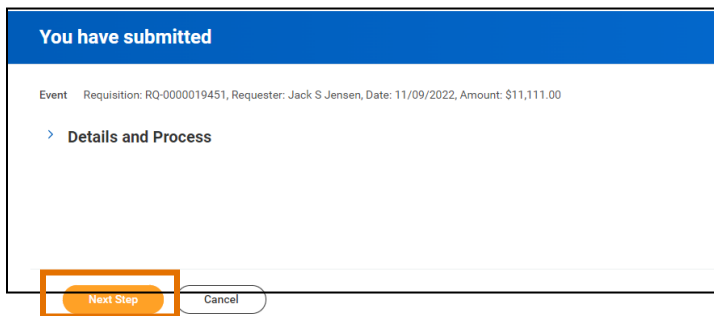 You have submitted
Event Requisition: RQ-0000019451, Requester: Jack S Jensen, Date: 11/09/2022, Amount: $11,111.00
Details and Process
Next Step Cancel